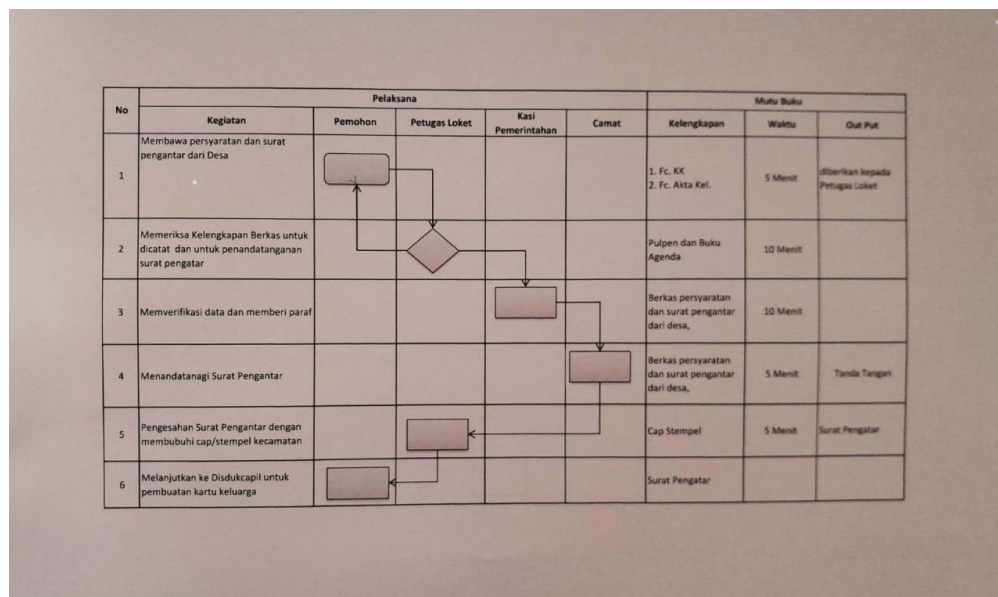 No
Pelaksana
Mutu Buku
Kegiatan
Pemohon
Petugas Loket
Kasi
Pemerintahan
Camat
Kelengkapan
Waktu
Out Put
1
Membawa persyaratan dan surat
pengantar dari Desa
1. Fc. KK
2. Fc. Akta Kel.
5 Menit
diberikan kepada
Petugas Loket
2
Memeriksa Kelengkapan Berkas untuk
dicatat dan untuk penandatanganan
surat pengatar
Pulpen dan Buku
Agenda
10 Menit
3
Memverifikasi data dan memberi paraf
Berkas persyaratan
dan surat pengantar
dari desa,
10 Menit
4
Menandatanagi Surat Pengantar
Berkas persyaratan
dan surat pengantar
dari desa,
5 Menit
Tanda Tangan
5
Pengesahan Surat Pengantar dengan
membubuhi cap/stempel kecamatan
Cap Stempel
5 Menit
Surat Pengatar
6
Melanjutkan ke Disdukcapil untuk
pembuatan kartu keluarga
Surat Pengatar